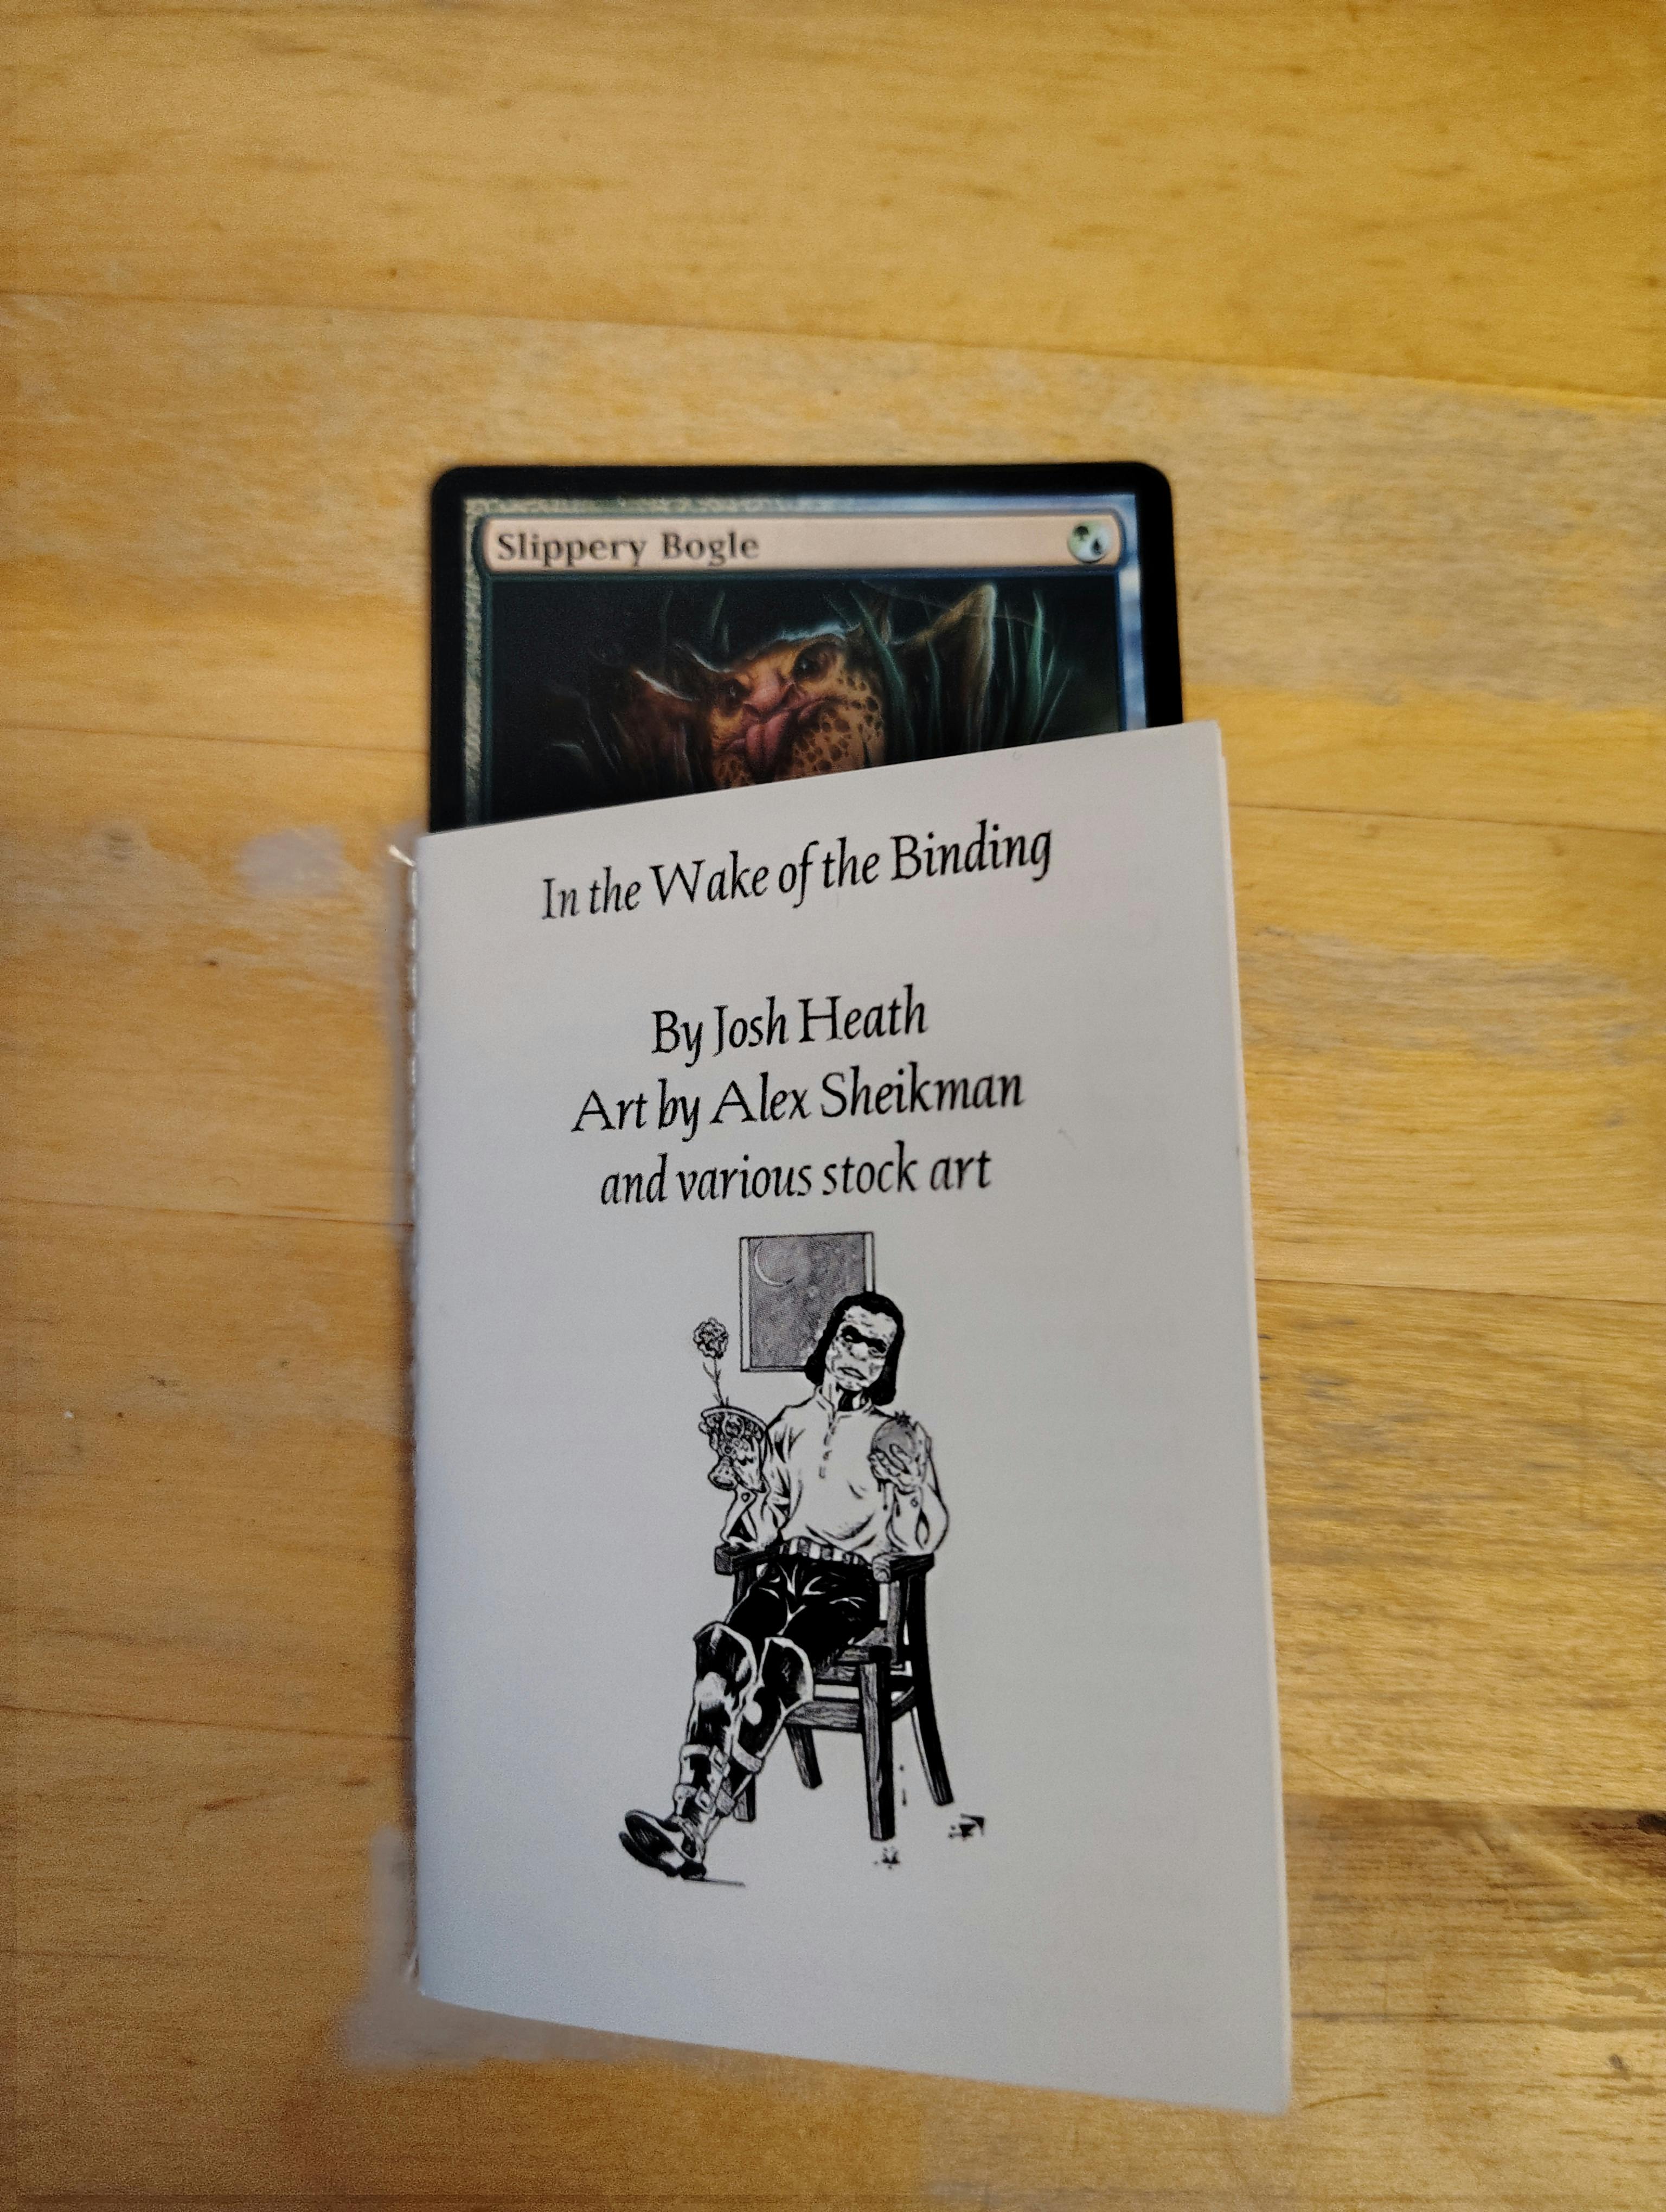 Slippery Bogle
In the Wake of the Binding
By Josh Heath
Art by Alex Sheikman
and various stock art